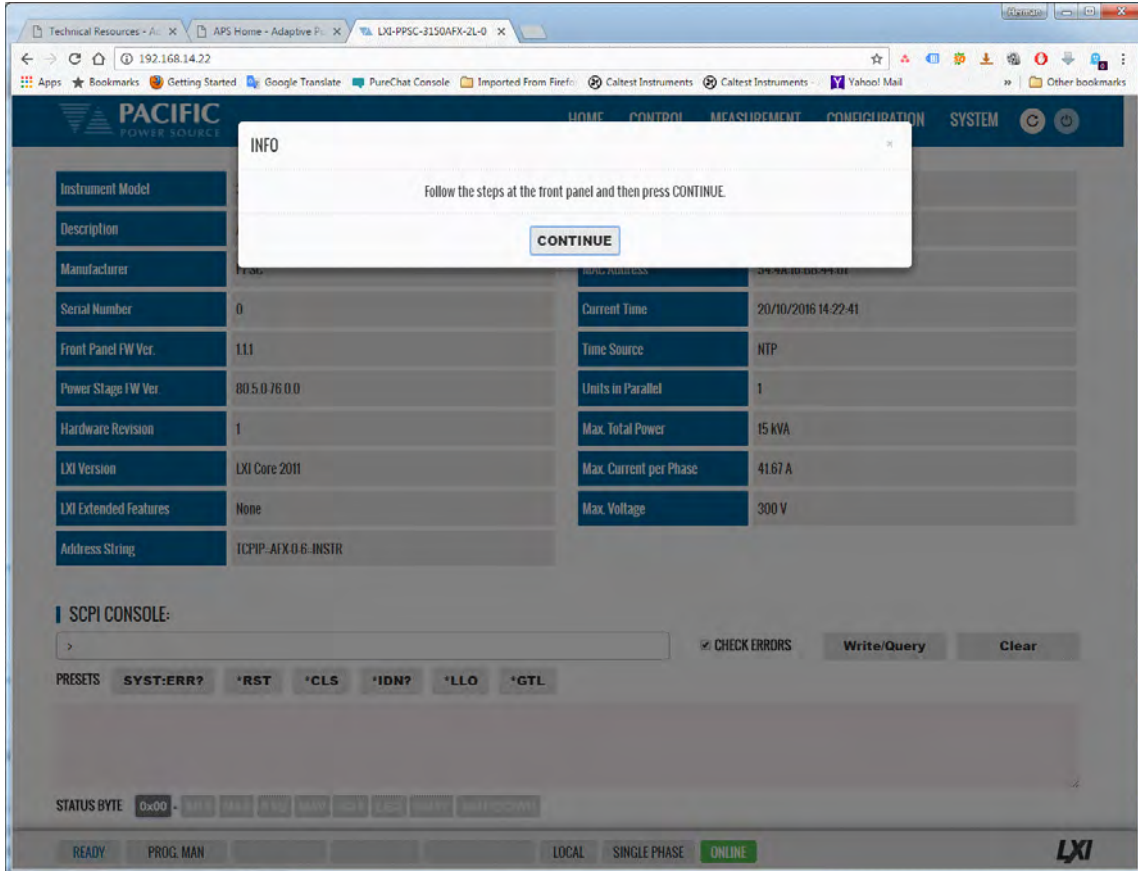 Herman
Technical Resources - A
APS Home - Adaptive P
LXI-PPSC-3150AFX-2L-0
192.168.14.22
Apps Bookmarks Getting Started Google Translate PureChat Console Imported From Firefo Caltest Instruments Caltest Instruments - Yahoo! Mail » Other bookmarks
PACIFIC
POWER SOURCE
HOME CONTROL MEASUREMENT CONFIGURATION SYSTEM
INFO
×
Follow the steps at the front panel and then press CONTINUE.
CONTINUE
Instrument Model
Description
Manufacturer PPSC MAC Address
Serial Number 0 Current Time 20/10/2016 14:22:41
Front Panel FW Ver. 1.1.1 Time Source NTP
Power Stage FW Ver. 80.5.0.76.0.0 Units in Parallel 1
Hardware Revision 1 Max. Total Power 15 kVA
LXI Version LXI Core 2011 Max. Current per Phase 41.67 A
LXI Extended Features None Max. Voltage 300 V
Address String TCPIP::AFX.0.6::INSTR
SCPI CONSOLE:
> CHECK ERRORS Write/Query Clear
PRESETS SYST:ERR? *RST *CLS *IDN? *LLO *GTL
STATUS BYTE 0x00 -
READY PROG. MAN LOCAL SINGLE PHASE ONLINE LXI